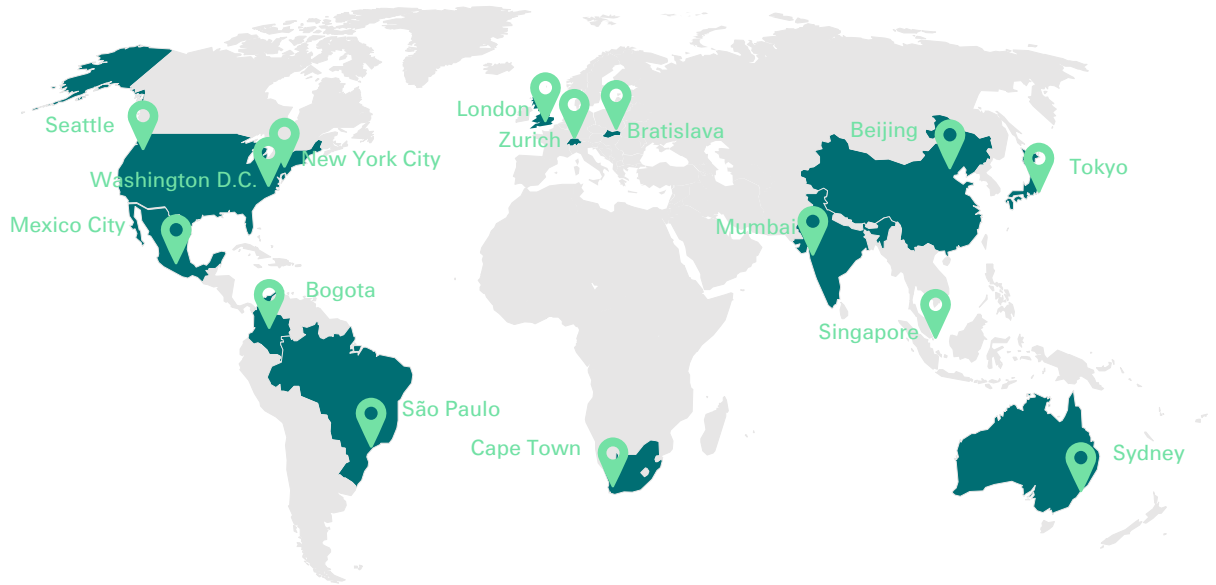 London
Seattle
Zurich
Bratislava
Beijing
New York City
Tokyo
Washington D.C.
Mexico City
Mumbai
Bogota
Singapore
São Paulo
Cape Town
Sydney